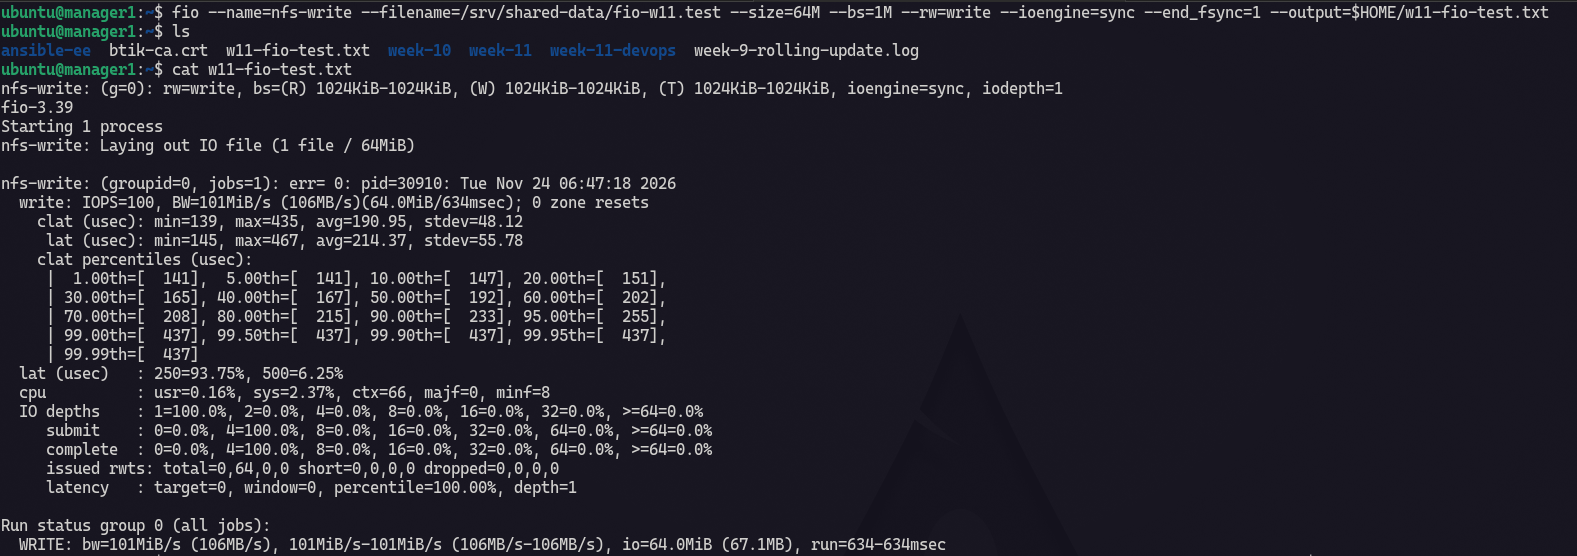 ubuntu@manager1:~$ fio --name=nfs-write --filename=/srv/shared-data/fio-w11.test --size=64M --bs=1M --rw=write --ioengine=sync --end_fsync=1 --output=$HOME/w11-fio-test.txt
ubuntu@manager1:~$ ls
ansible-ee  btik-ca.crt  w11-fio-test.txt  week-10  week-11  week-11-devops  week-9-rolling-update.log
ubuntu@manager1:~$ cat w11-fio-test.txt
nfs-write: (g=0): rw=write, bs=(R) 1024KiB-1024KiB, (W) 1024KiB-1024KiB, (T) 1024KiB-1024KiB, ioengine=sync, iodepth=1
fio-3.39
Starting 1 process
nfs-write: Laying out IO file (1 file / 64MiB)

nfs-write: (groupid=0, jobs=1): err= 0: pid=30910: Tue Nov 24 06:47:18 2026
  write: IOPS=100, BW=101MiB/s (106MB/s)(64.0MiB/634msec); 0 zone resets
    clat (usec): min=139, max=435, avg=190.95, stdev=48.12
     lat (usec): min=145, max=467, avg=214.37, stdev=55.78
    clat percentiles (usec):
     |  1.00th=[  141],  5.00th=[  141], 10.00th=[  147], 20.00th=[  151],
     | 30.00th=[  165], 40.00th=[  167], 50.00th=[  192], 60.00th=[  202],
     | 70.00th=[  208], 80.00th=[  215], 90.00th=[  233], 95.00th=[  255],
     | 99.00th=[  437], 99.50th=[  437], 99.90th=[  437], 99.95th=[  437],
     | 99.99th=[  437]
  lat (usec)   : 250=93.75%, 500=6.25%
  cpu          : usr=0.16%, sys=2.37%, ctx=66, majf=0, minf=8
  IO depths    : 1=100.0%, 2=0.0%, 4=0.0%, 8=0.0%, 16=0.0%, 32=0.0%, >=64=0.0%
     submit    : 0=0.0%, 4=100.0%, 8=0.0%, 16=0.0%, 32=0.0%, 64=0.0%, >=64=0.0%
     complete  : 0=0.0%, 4=100.0%, 8=0.0%, 16=0.0%, 32=0.0%, 64=0.0%, >=64=0.0%
     issued rwts: total=0,64,0,0 short=0,0,0,0 dropped=0,0,0,0
     latency   : target=0, window=0, percentile=100.00%, depth=1

Run status group 0 (all jobs):
  WRITE: bw=101MiB/s (106MB/s), 101MiB/s-101MiB/s (106MB/s-106MB/s), io=64.0MiB (67.1MB), run=634-634msec